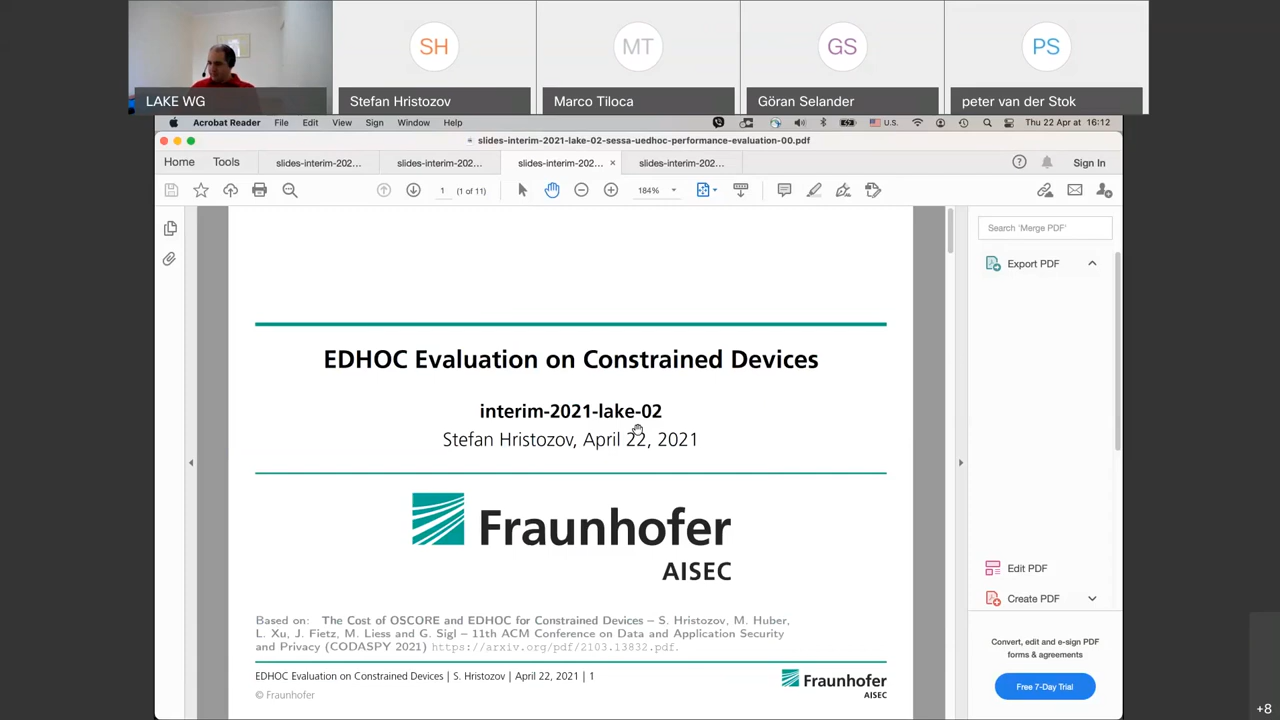 SH
MT
GS
PS
LAKE WG
Stefan Hristozov
Marco Tiloca
Göran Selander
peter van der Stok
Acrobat Reader File Edit View Sign Window Help
U.S.
Thu 22 Apr at 16:12
slides-interim-2021-lake-02-sessa-uedhoc-performance-evaluation-00.pdf
Home Tools
slides-interim-202...
slides-interim-202...
slides-interim-202... ×
slides-interim-202...
Sign In
1 (1 of 11)
184%
Search 'Merge PDF'
Export PDF
EDHOC Evaluation on Constrained Devices
interim-2021-lake-02
Stefan Hristozov, April 22, 2021
Fraunhofer
AISEC
Based on: The Cost of OSCORE and EDHOC for Constrained Devices – S. Hristozov, M. Huber,
L. Xu, J. Fietz, M. Liess and G. Sigl – 11th ACM Conference on Data and Application Security
and Privacy (CODASPY 2021) https://arxiv.org/pdf/2103.13832.pdf.
EDHOC Evaluation on Constrained Devices | S. Hristozov | April 22, 2021 | 1
© Fraunhofer
Fraunhofer
AISEC
Edit PDF
Create PDF
Convert, edit and e-sign PDF
forms & agreements
Free 7-Day Trial
+8